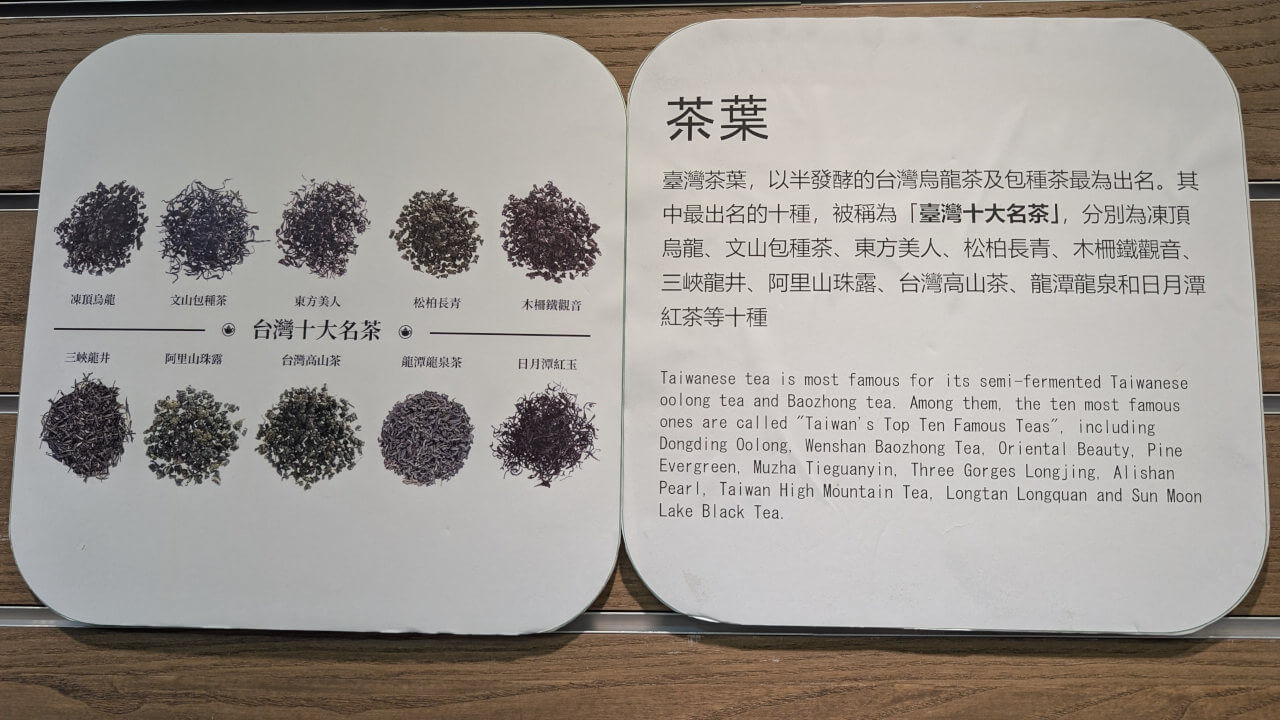 凍頂烏龍
文山包種茶
東方美人
松柏長青
木柵鐵觀音
台灣十大名茶
三峽龍井
阿里山珠露
台灣高山茶
龍潭龍泉茶
日月潭紅玉
茶葉
臺灣茶葉，以半發酵的台灣烏龍茶及包種茶最為出名。其
中最出名的十種，被稱為「臺灣十大名茶」，分別為凍頂
烏龍、文山包種茶、東方美人、松柏長青、木柵鐵觀音、
三峽龍井、阿里山珠露、台灣高山茶、龍潭龍泉和日月潭
紅茶等十種
Taiwanese tea is most famous for its semi-fermented Taiwanese
oolong tea and Baozhong tea. Among them, the ten most famous
ones are called "Taiwan's Top Ten Famous Teas", including
Dongding Oolong, Wenshan Baozhong Tea, Oriental Beauty, Pine
Evergreen, Muzha Tieguanyin, Three Gorges Longjing, Alishan
Pearl, Taiwan High Mountain Tea, Longtan Longquan and Sun Moon
Lake Black Tea.